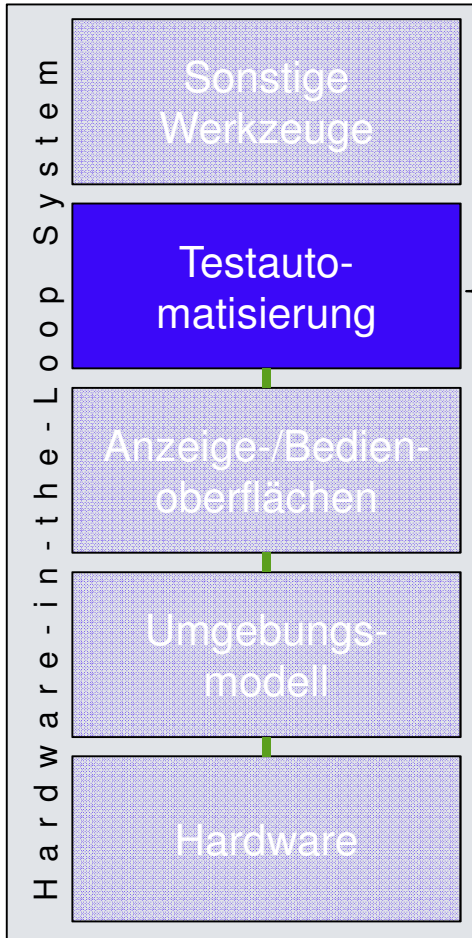 Hardware-in-the-Loop System
Sonstige
Werkzeuge
Testauto-
matisierung
Anzeige-/Bedien-
oberflächen
Umgebungs-
modell
Hardware